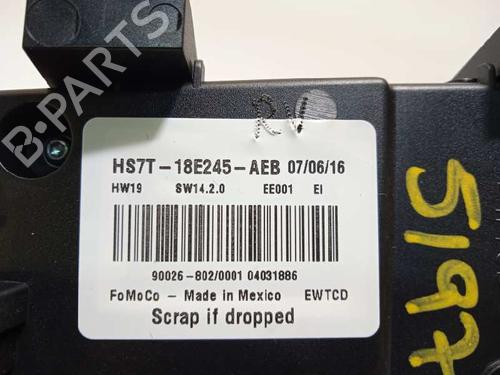 B-PARTS
RV
HS7T-18E245-AEB 07/06/16
HW19 SW14.2.0 EE001 EI
90026-802/0001 04031886
FoMoCo - Made in Mexico EWTCD
Scrap if dropped
5197